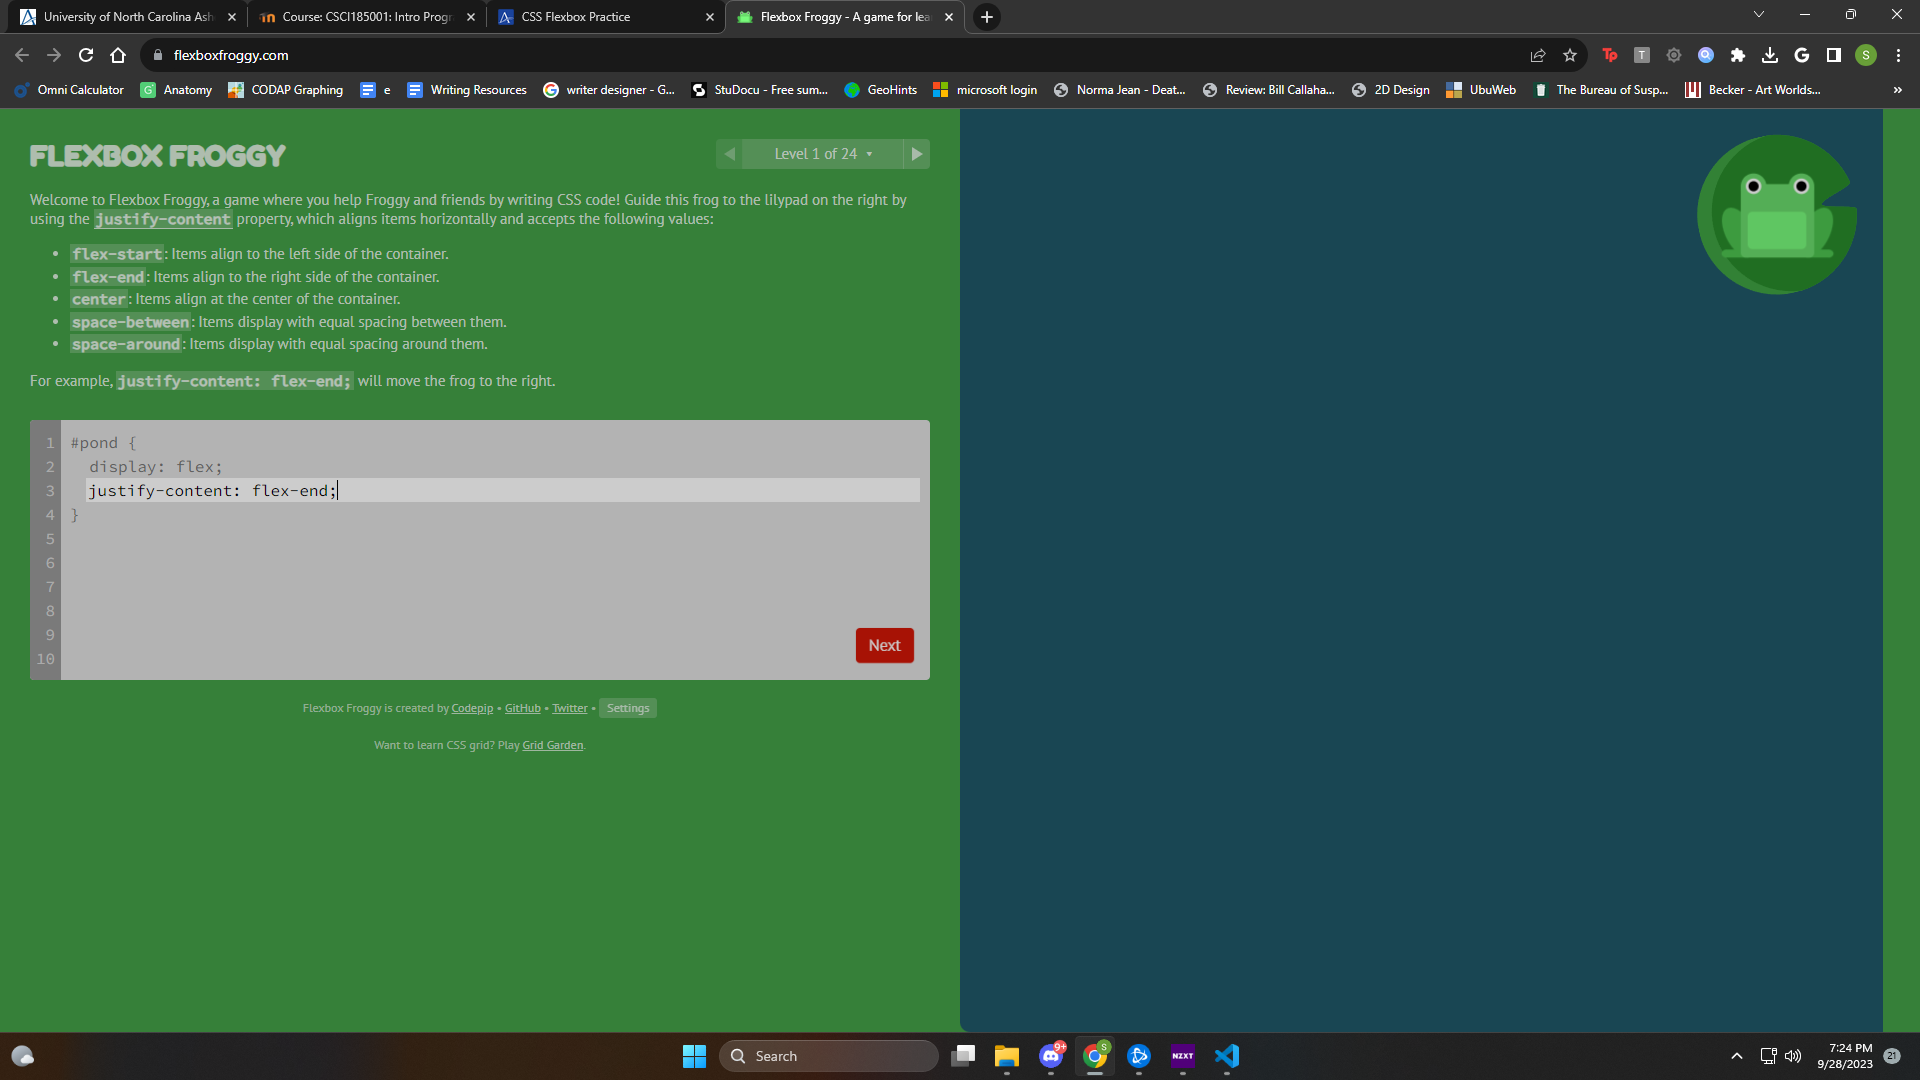 University of North Carolina Ash
Course: CSCI185001: Intro Progr
CSS Flexbox Practice
Flexbox Froggy - A game for lea
flexboxfroggy.com
Tp
T
G
S
Omni Calculator
Anatomy
CODAP Graphing
e
Writing Resources
writer designer - G...
StuDocu - Free sum...
GeoHints
microsoft login
Norma Jean - Deat...
Review: Bill Callaha...
2D Design
UbuWeb
The Bureau of Susp...
Becker - Art Worlds...
»
FLEXBOX FROGGY
Level 1 of 24
Welcome to Flexbox Froggy, a game where you help Froggy and friends by writing CSS code! Guide this frog to the lilypad on the right by
using the justify-content property, which aligns items horizontally and accepts the following values:
• flex-start: Items align to the left side of the container.
• flex-end: Items align to the right side of the container.
• center: Items align at the center of the container.
• space-between: Items display with equal spacing between them.
• space-around: Items display with equal spacing around them.
For example, justify-content: flex-end; will move the frog to the right.
1 #pond {
2 display: flex;
3 justify-content: flex-end;
4 }
5
6
7
8
9
10
Next
Flexbox Froggy is created by Codepip • GitHub • Twitter • Settings
Want to learn CSS grid? Play Grid Garden.
Search
9+
S
NZXT
7:24 PM
9/28/2023
21